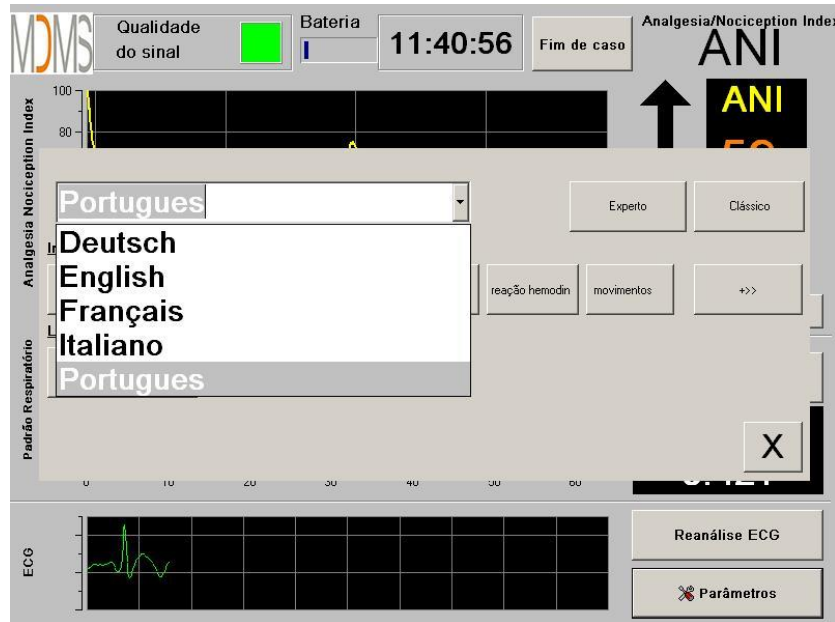 MDMS
Qualidade
do sinal
Bateria
11:40:56
Fim de caso
Analgesia/Nociception Index
ANI
100
80
Analgesia Nociception Index
ANI
Portugues
Experto
Clássico
Deutsch
English
Français
Italiano
Portugues
reação hemodin
movimentos
+>>
X
Padrão Respiratório
0
10
20
30
40
50
60
ECG
Reanálise ECG
Parâmetros